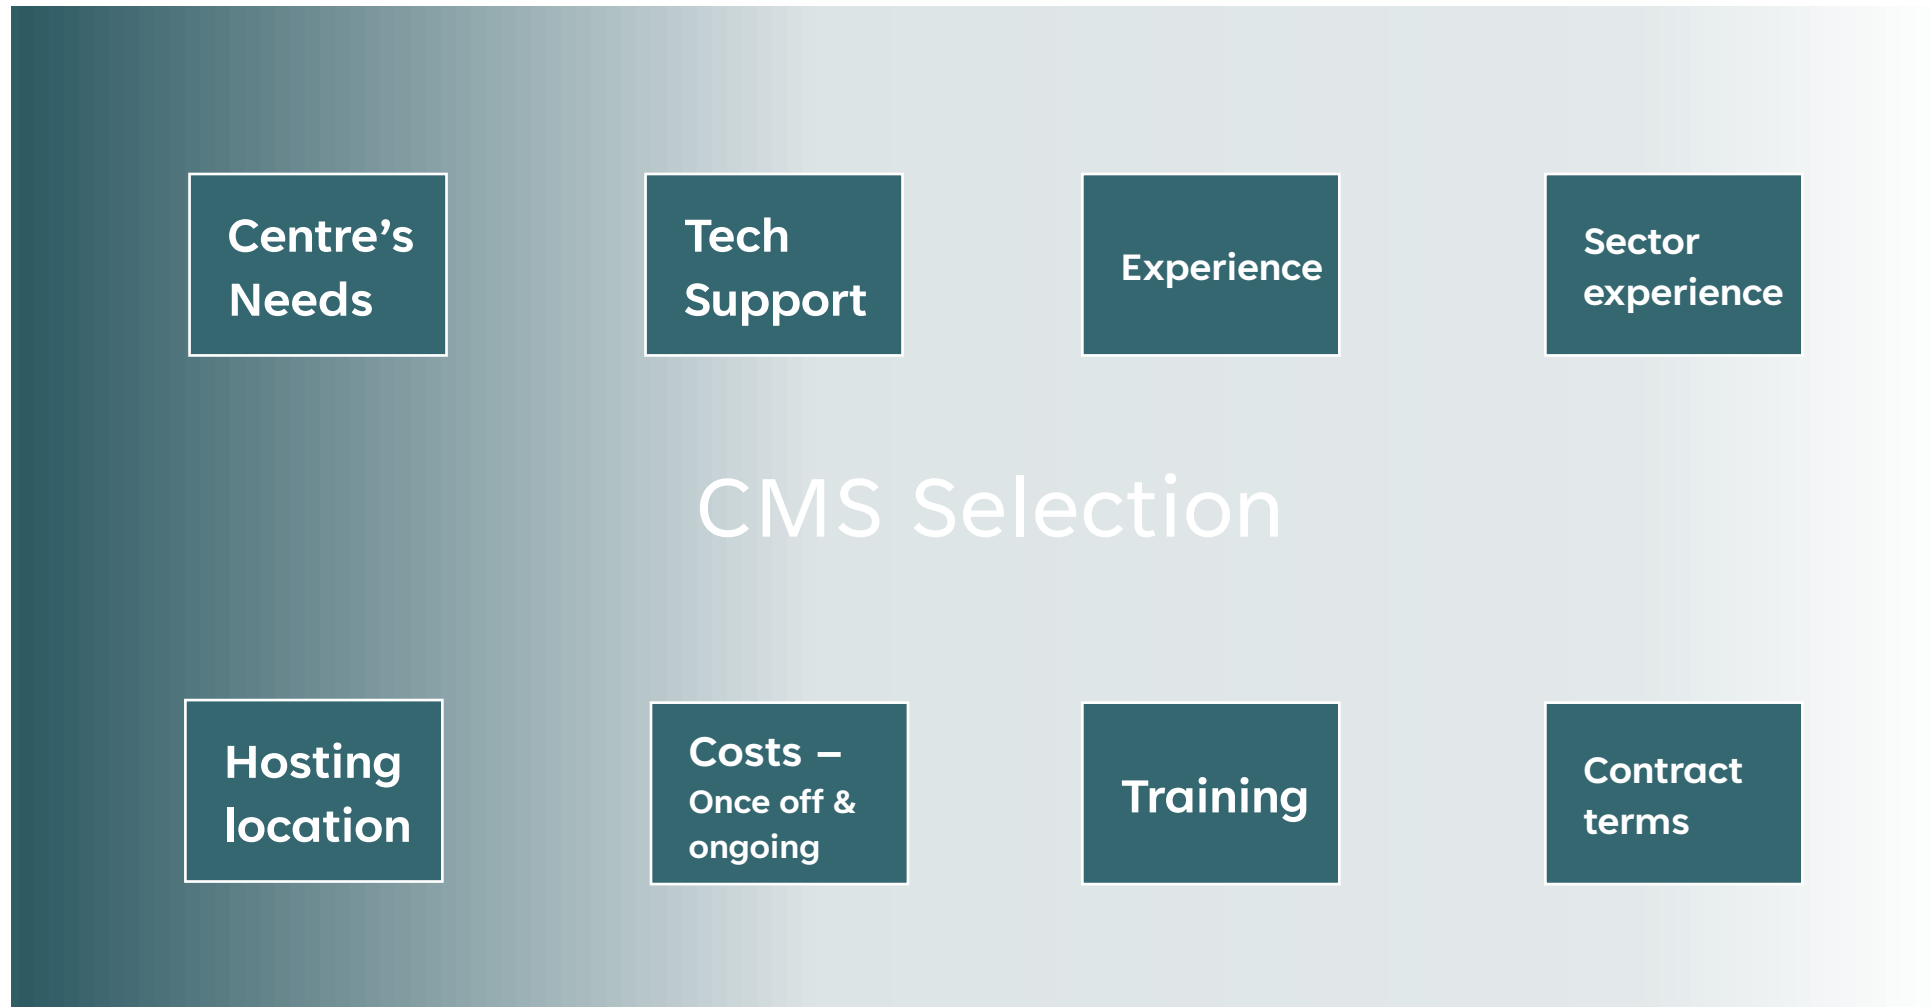 Centre’s
Needs
Tech
Support
Experience
Sector
experience
CMS Selection
Hosting
location
Costs –
Once off &
ongoing
Training
Contract
terms